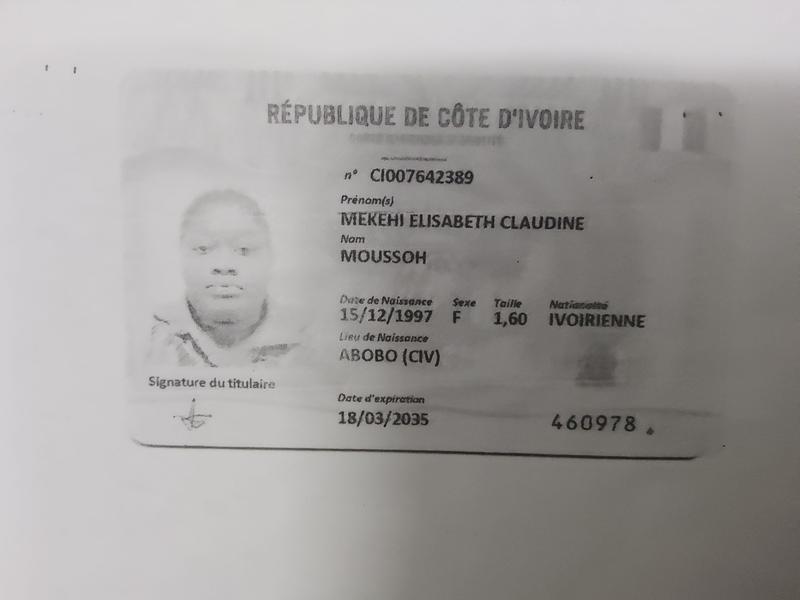 RÉPUBLIQUE DE CÔTE D'IVOIRE
n° CI007642389
Prénom(s)
MEKEHI ELISABETH CLAUDINE
Nom
MOUSSOH
Date de Naissance Sexe Taille Nationalité
15/12/1997 F 1,60 IVOIRIENNE
Lieu de Naissance
ABOBO (CIV)
Signature du titulaire
Date d'expiration
18/03/2035
460978